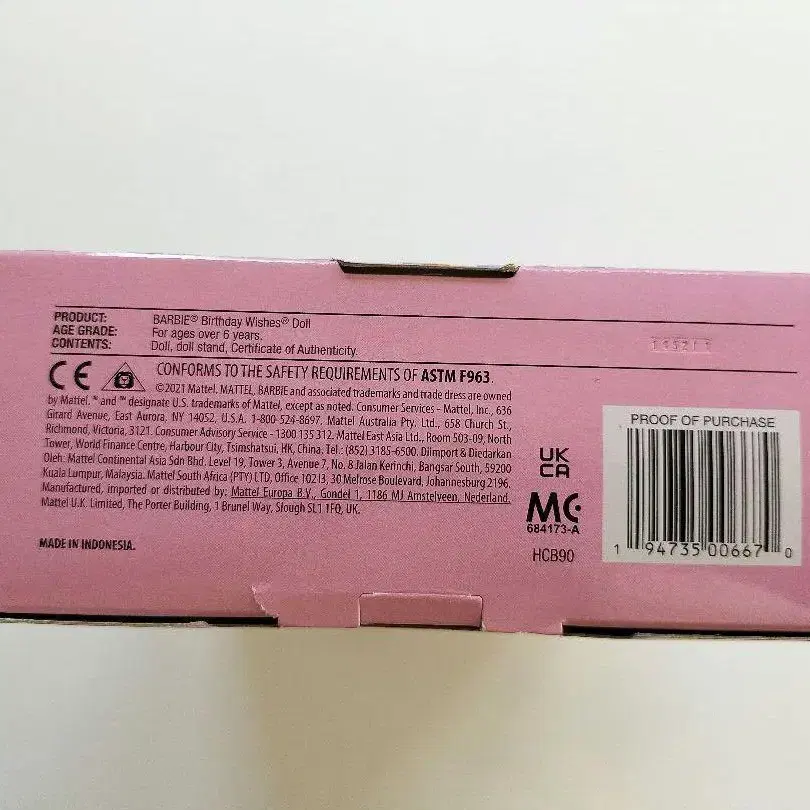 PRODUCT: BARBIE® Birthday Wishes® Doll
AGE GRADE: For ages over 6 years.
CONTENTS: Doll, doll stand, Certificate of Authenticity.
CE CONFORMS TO THE SAFETY REQUIREMENTS OF ASTM F963.
©2021 Mattel. MATTEL, BARBIE and associated trademarks and trade dress are owned
by Mattel. ® and ™ designate U.S. trademarks of Mattel, except as noted. Consumer Services - Mattel, Inc., 636
Girard Avenue, East Aurora, NY 14052, U.S.A. 1-800-524-8697. Mattel Australia Pty. Ltd., 658 Church St.,
Richmond, Victoria, 3121. Consumer Advisory Service - 1300 135 312. Mattel East Asia Ltd., Room 503-09, North
Tower, World Finance Centre, Harbour City, Tsimshatsui, HK, China. Tel.: (852) 3185-6500. Diimport & Diedarkan
Oleh: Mattel Continental Asia Sdn Bhd. Level 19, Tower 3, Avenue 7, No. 8 Jalan Kerinchi, Bangsar South, 59200
Kuala Lumpur, Malaysia. Mattel South Africa (PTY) LTD, Office 102I3, 30 Melrose Boulevard, Johannesburg 2196.
Manufactured, imported or distributed by: Mattel Europa B.V., Gondel 1, 1186 MJ Amstelveen, Nederland.
Mattel U.K. Limited, The Porter Building, 1 Brunel Way, Slough SL1 1FQ, UK.
MADE IN INDONESIA.
UK
CA
MC
684173-A
HCB90
PROOF OF PURCHASE
1 94735 00667 0